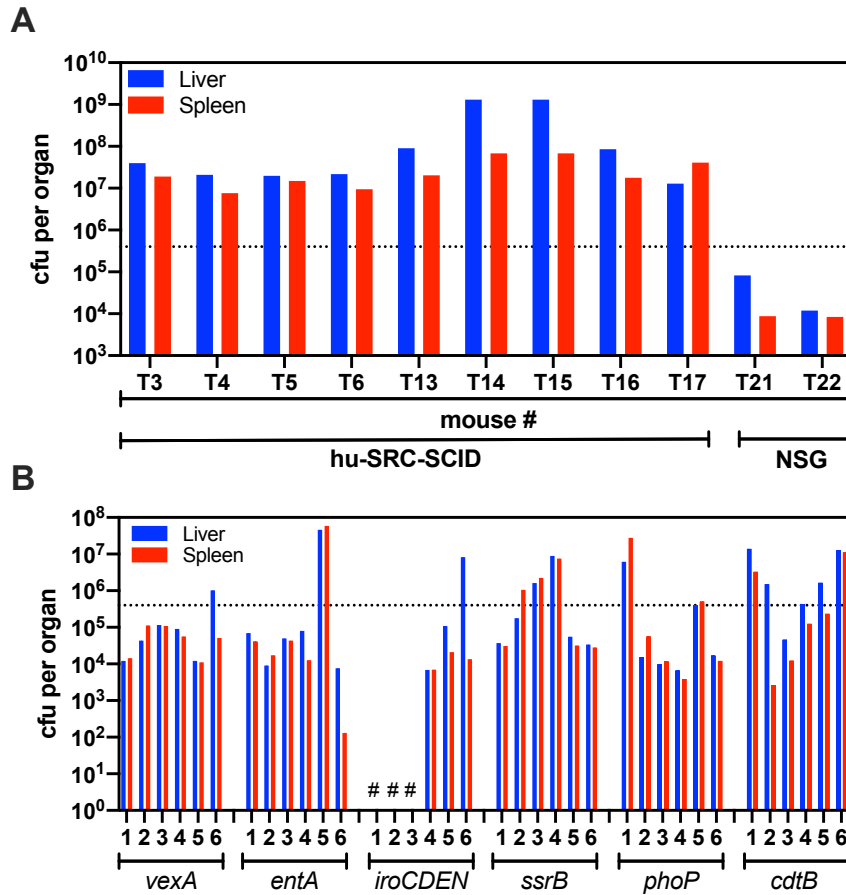 A
cfu per organ
10¹⁰
10⁹
10⁸
10⁷
10⁶
10⁵
10⁴
10³
Liver
Spleen
T3 T4 T5 T6 T13 T14 T15 T16 T17 T21 T22
mouse #
hu-SRC-SCID NSG
B
cfu per organ
10⁸
10⁷
10⁶
10⁵
10⁴
10³
10²
10¹
10⁰
Liver
Spleen
# # #
1 2 3 4 5 6 1 2 3 4 5 6 1 2 3 4 5 6 1 2 3 4 5 6 1 2 3 4 5 6 1 2 3 4 5 6
vexA entA iroCDEN ssrB phoP cdtB